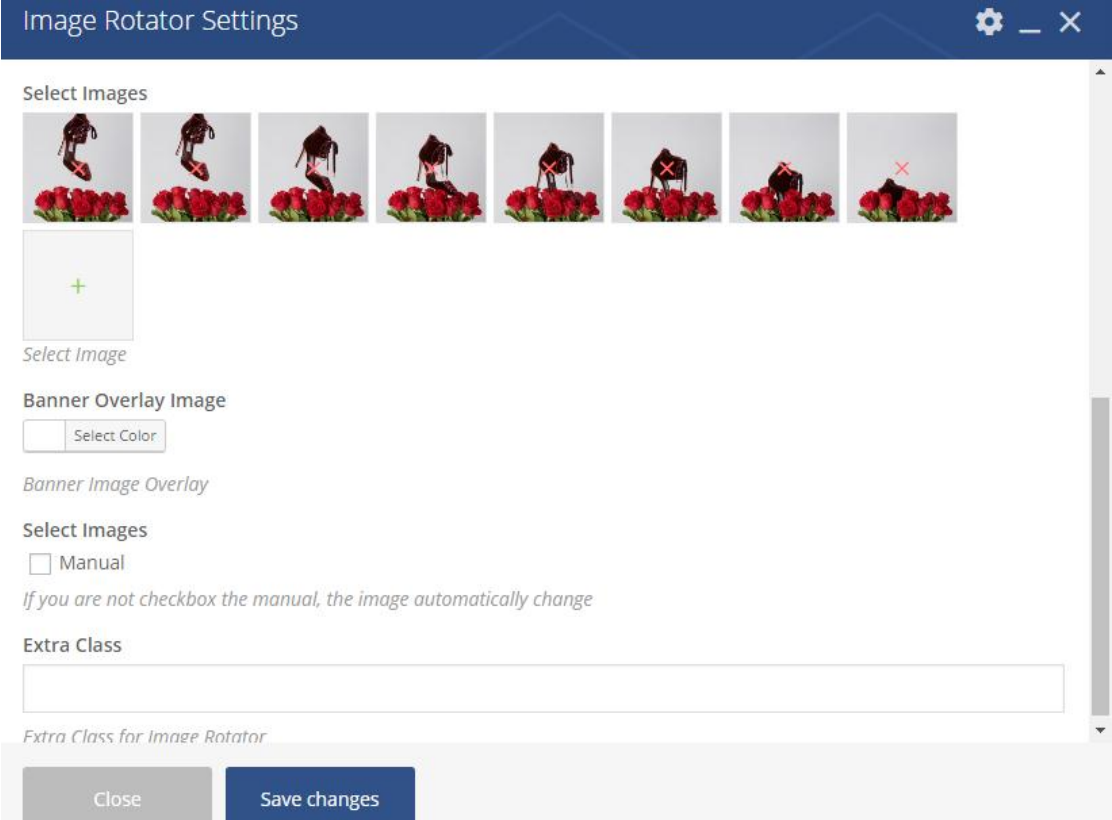 Image Rotator Settings
Select Images
Select Image
Banner Overlay Image
Select Color
Banner Image Overlay
Select Images
Manual
If you are not checkbox the manual, the image automatically change
Extra Class
Extra Class for Image Rotator
Close
Save changes